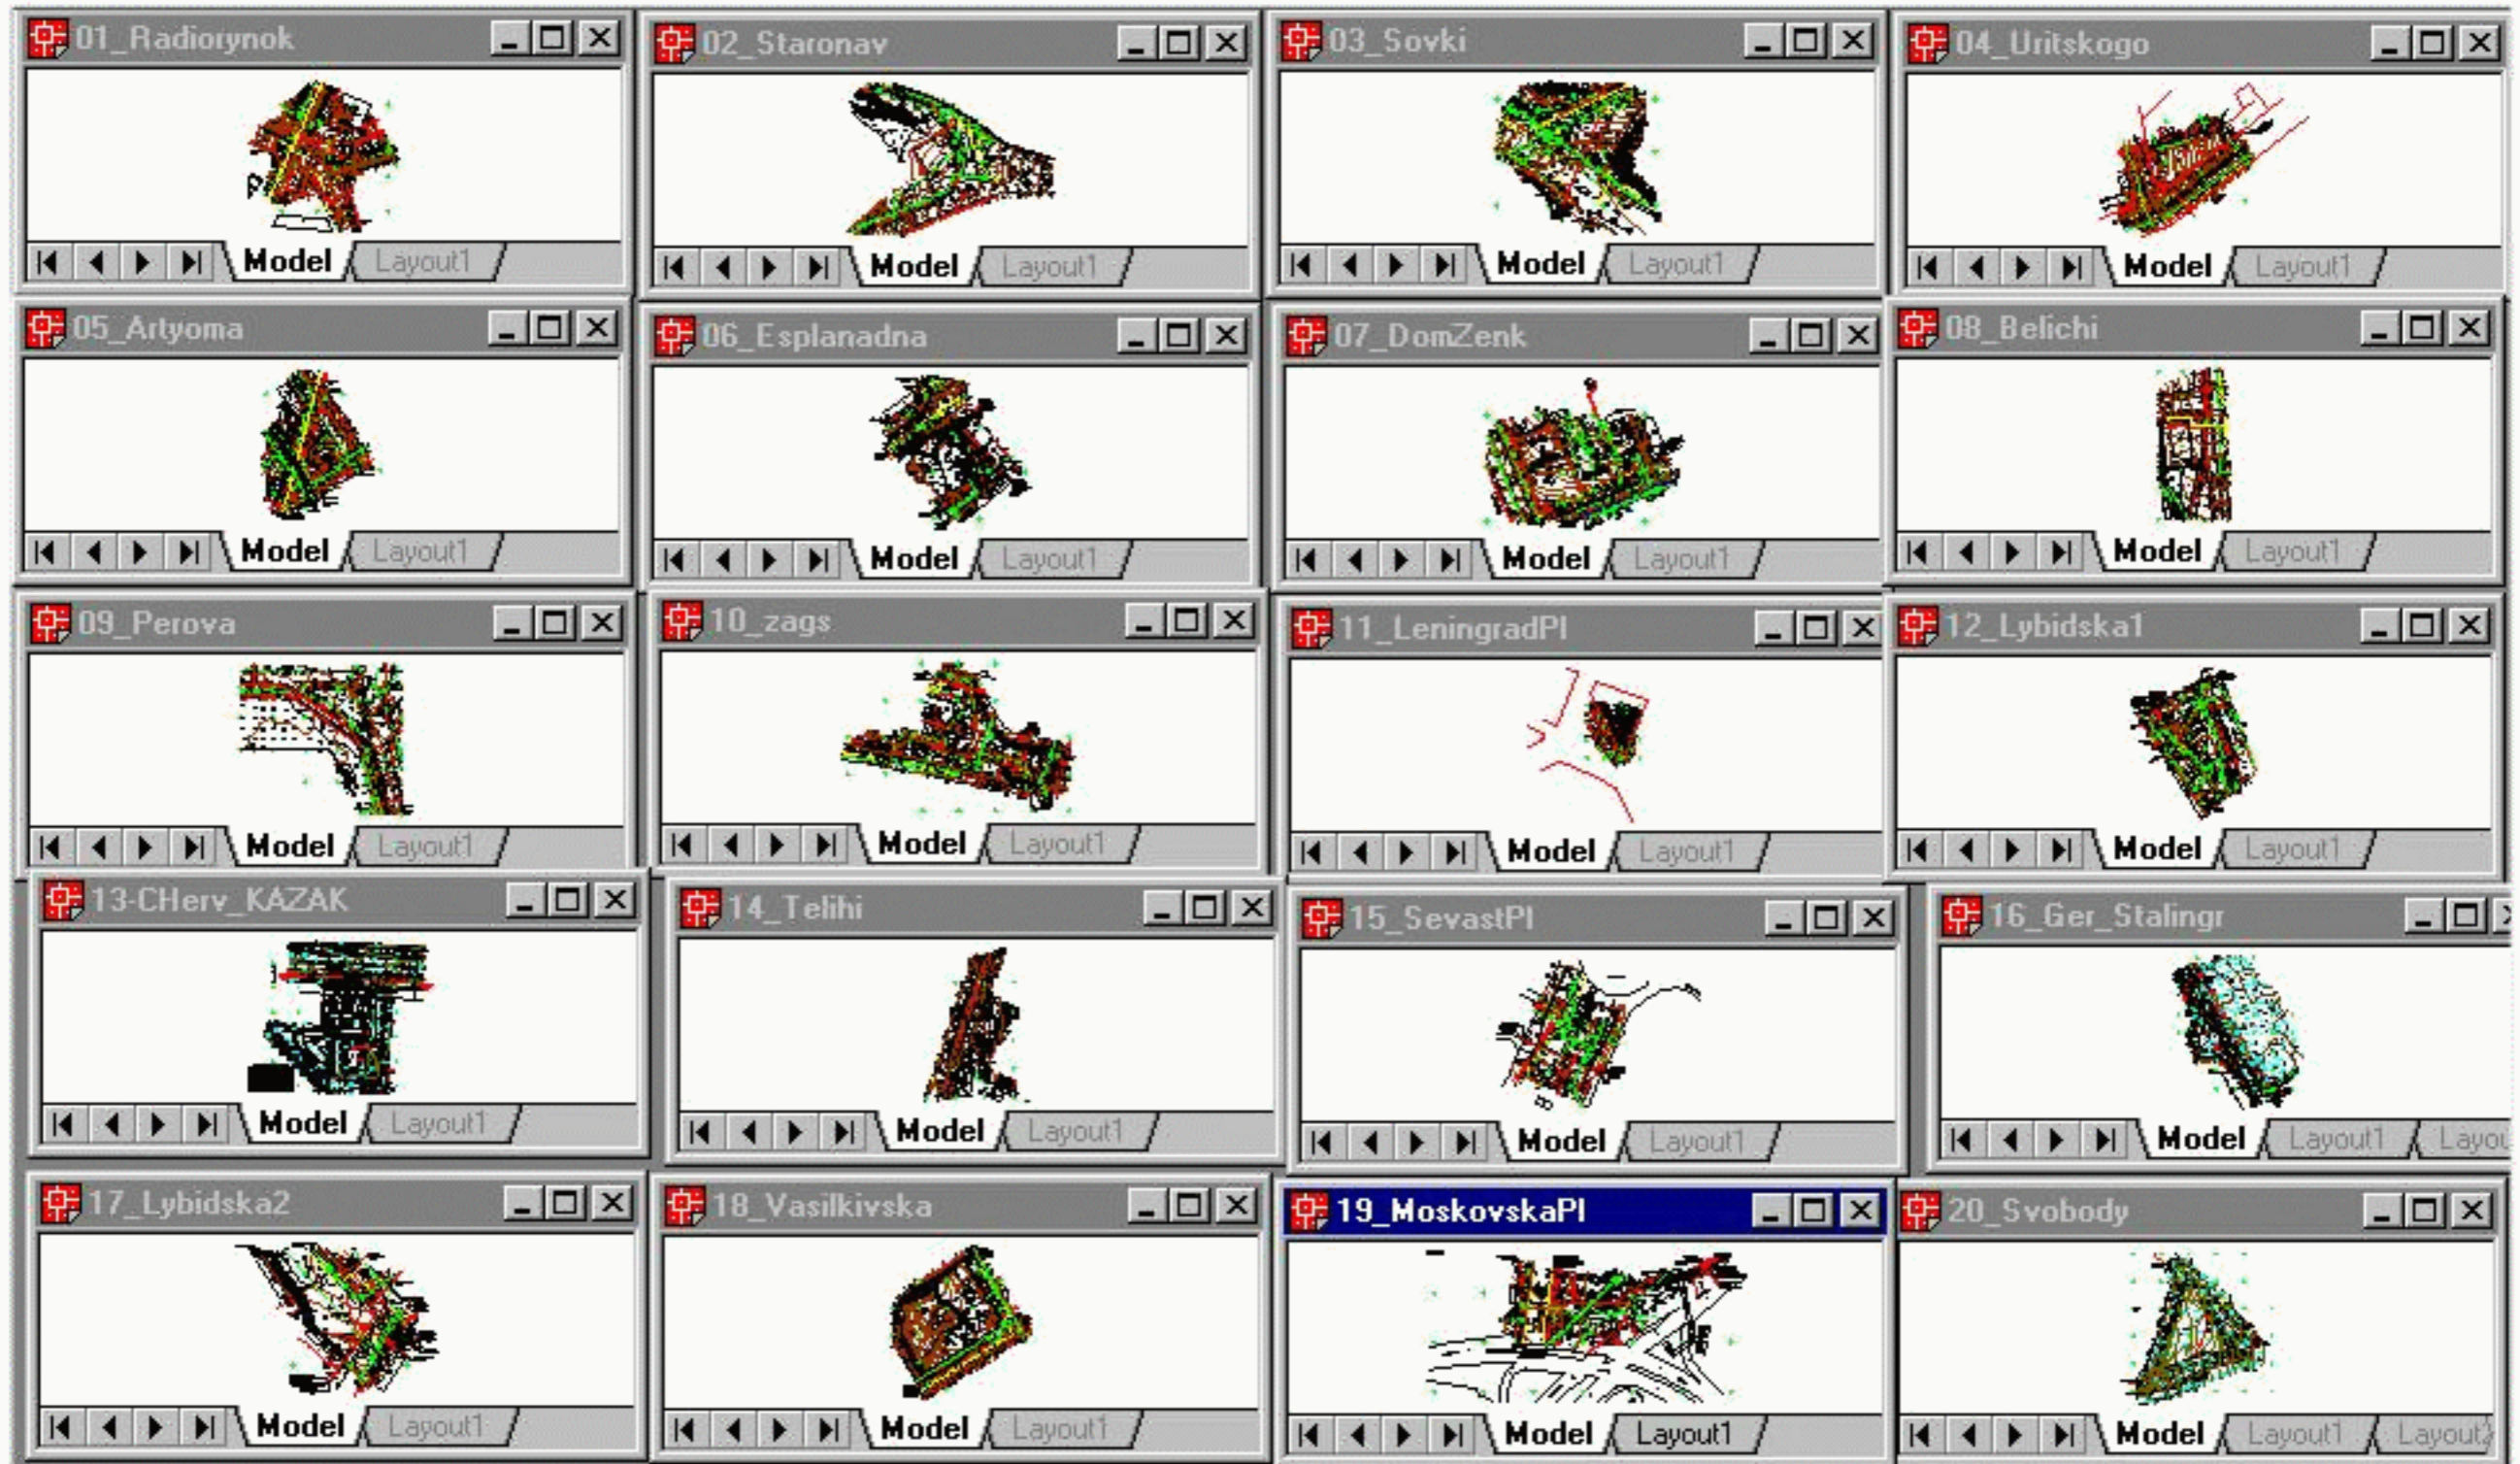 01_Radiorynok
Model Layout1
02_Staronav
Model Layout1
03_Sovki
Model Layout1
04_Uritskogo
Model Layout1
05_Artyoma
Model Layout1
06_Esplanadna
Model Layout1
07_DomZenk
Model Layout1
08_Belichi
Model Layout1
09_Perova
Model Layout1
10_zags
Model Layout1
11_LeningradPl
Model Layout1
12_Lybidska1
Model Layout1
13-CHerv_KAZAK
Model Layout1
14_Telihi
Model Layout1
15_SevastPl
Model Layout1
16_Ger_Stalingr
Model Layout1 Layou
17_Lybidska2
Model Layout1
18_Vasilkivska
Model Layout1
19_MoskovskaPl
Model Layout1
20_Svobody
Model Layout1 Layout2